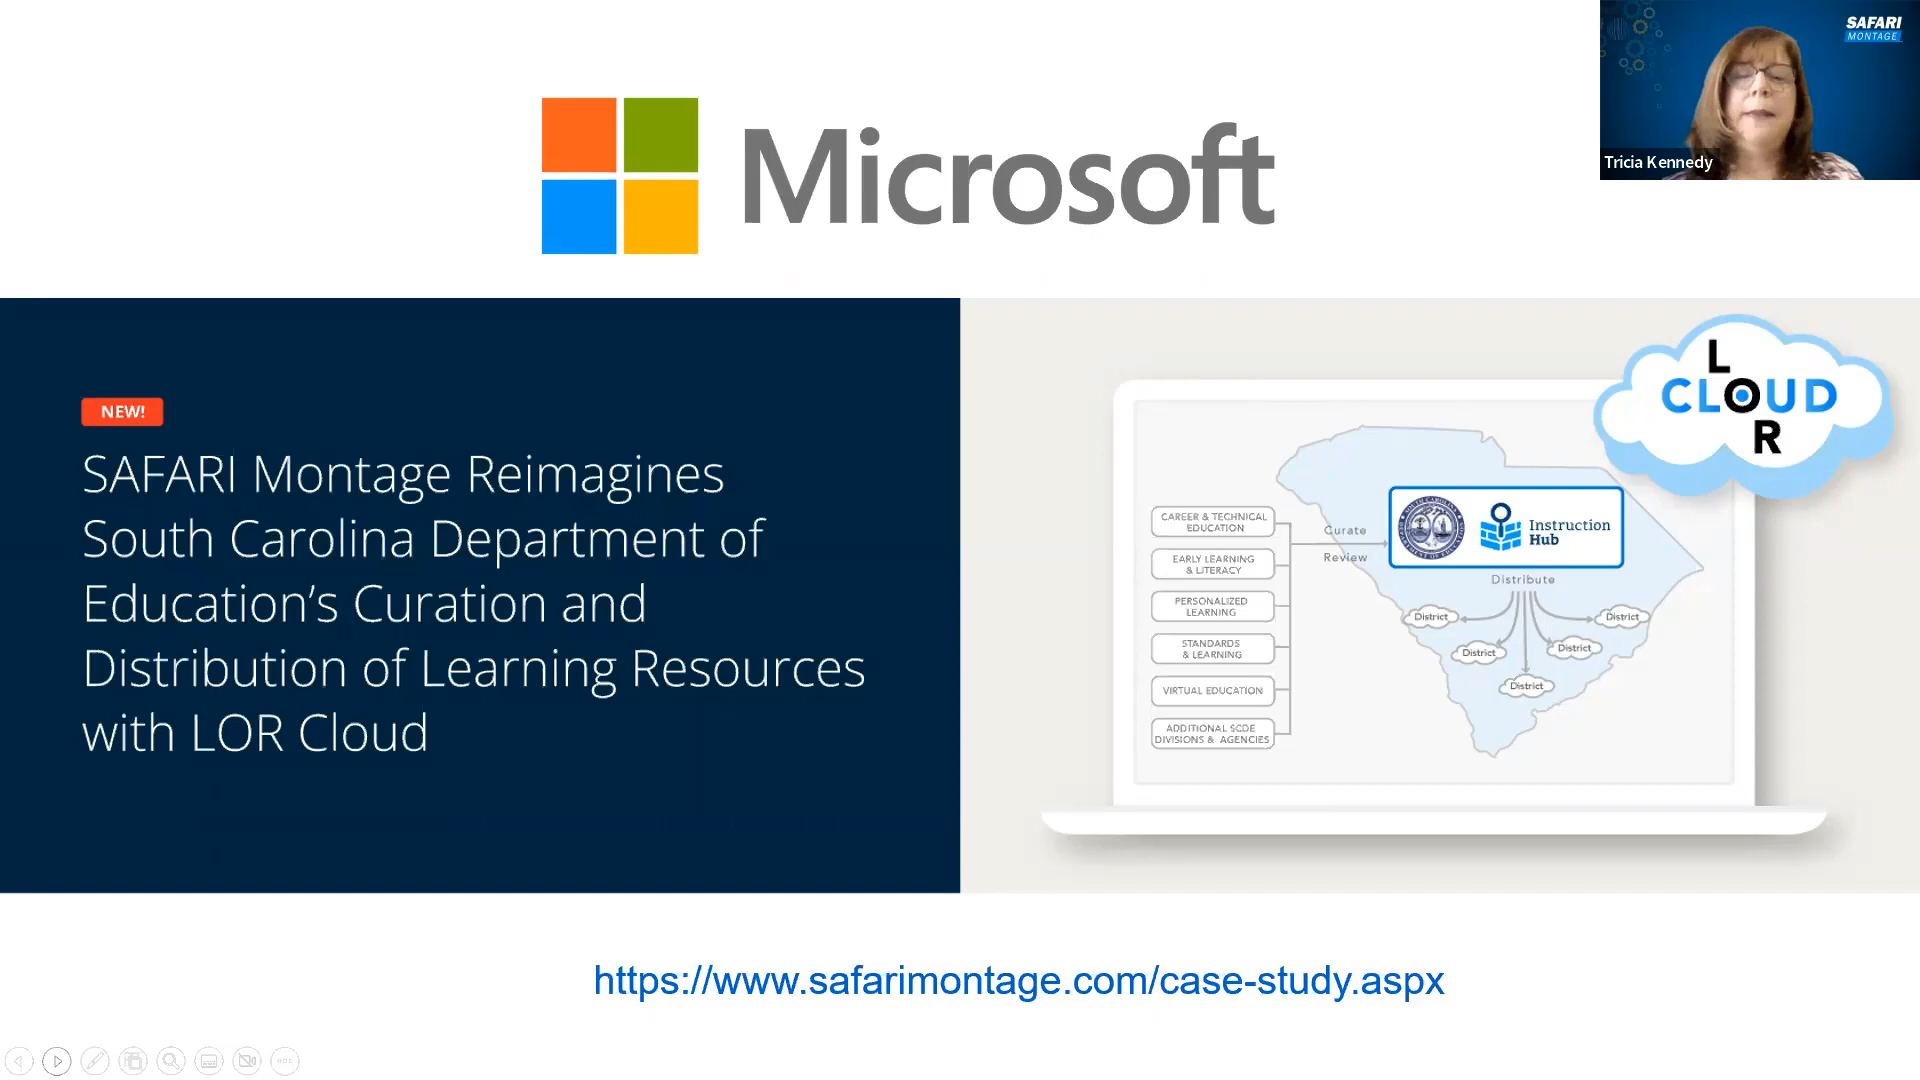 SAFARI
MONTAGE
Tricia Kennedy
Microsoft
NEW!
SAFARI Montage Reimagines
South Carolina Department of
Education's Curation and
Distribution of Learning Resources
with LOR Cloud
L
CLOUD
R
CAREER & TECHNICAL
EDUCATION
EARLY LEARNING
& LITERACY
PERSONALIZED
LEARNING
STANDARDS
& LEARNING
VIRTUAL EDUCATION
ADDITIONAL SCDE
DIVISIONS & AGENCIES
Curate
Review
Instruction
Hub
Distribute
District
District
District
District
District
https://www.safarimontage.com/case-study.aspx